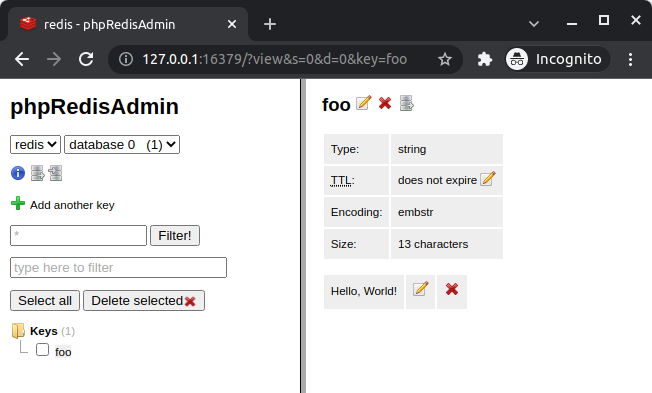 redis - phpRedisAdmin
127.0.0.1:16379/?view&s=0&d=0&key=foo
Incognito
phpRedisAdmin
redis
database 0 (1)
Add another key
*
Filter!
type here to filter
Select all
Delete selected
Keys (1)
foo
foo
Type: string
TTL: does not expire
Encoding: embstr
Size: 13 characters
Hello, World!